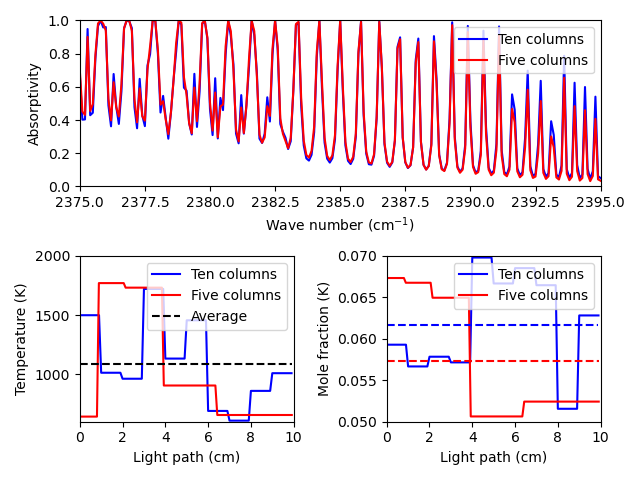 1.0
0.8
0.6
0.4
0.2
0.0
Absorptivity
Ten columns
Five columns
2375.0 2377.5 2380.0 2382.5 2385.0 2387.5 2390.0 2392.5 2395.0
Wave number (cm⁻¹)
2000
1500
1000
Temperature (K)
Ten columns
Five columns
Average
0 2 4 6 8 10
Light path (cm)
0.070
0.065
0.060
0.055
0.050
Mole fraction (K)
Ten columns
Five columns
0 2 4 6 8 10
Light path (cm)